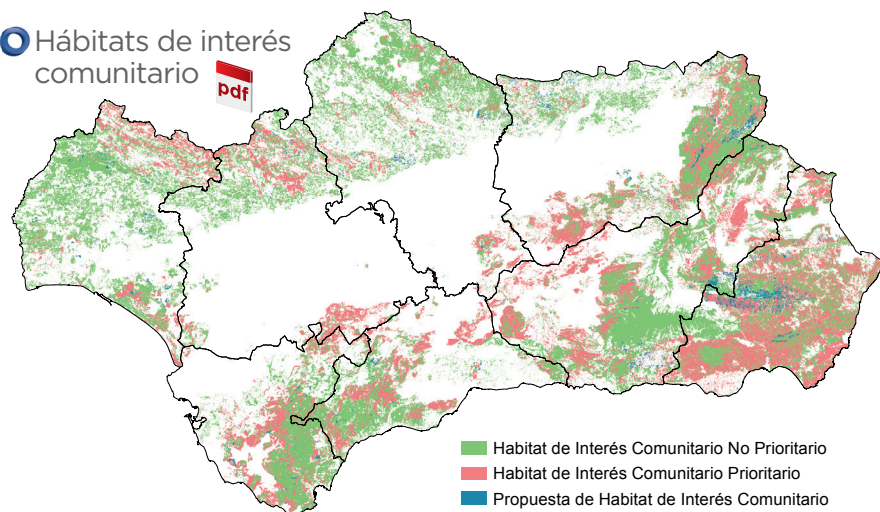 Hábitats de interés
comunitario
pdf
Habitat de Interés Comunitario No Prioritario
Habitat de Interés Comunitario Prioritario
Propuesta de Habitat de Interés Comunitario